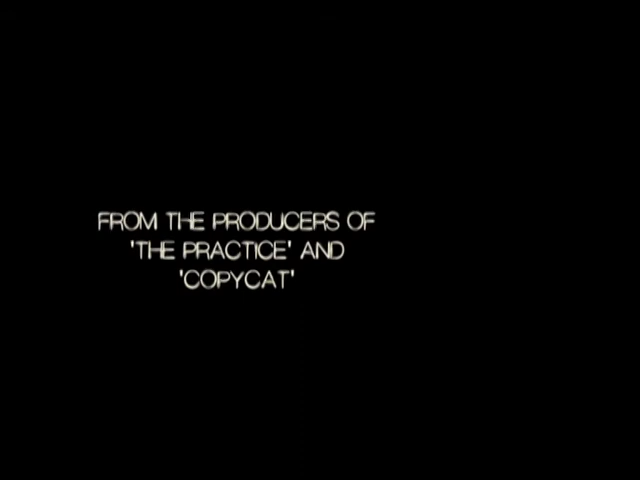 FROM THE PRODUCERS OF
'THE PRACTICE' AND
'COPYCAT'